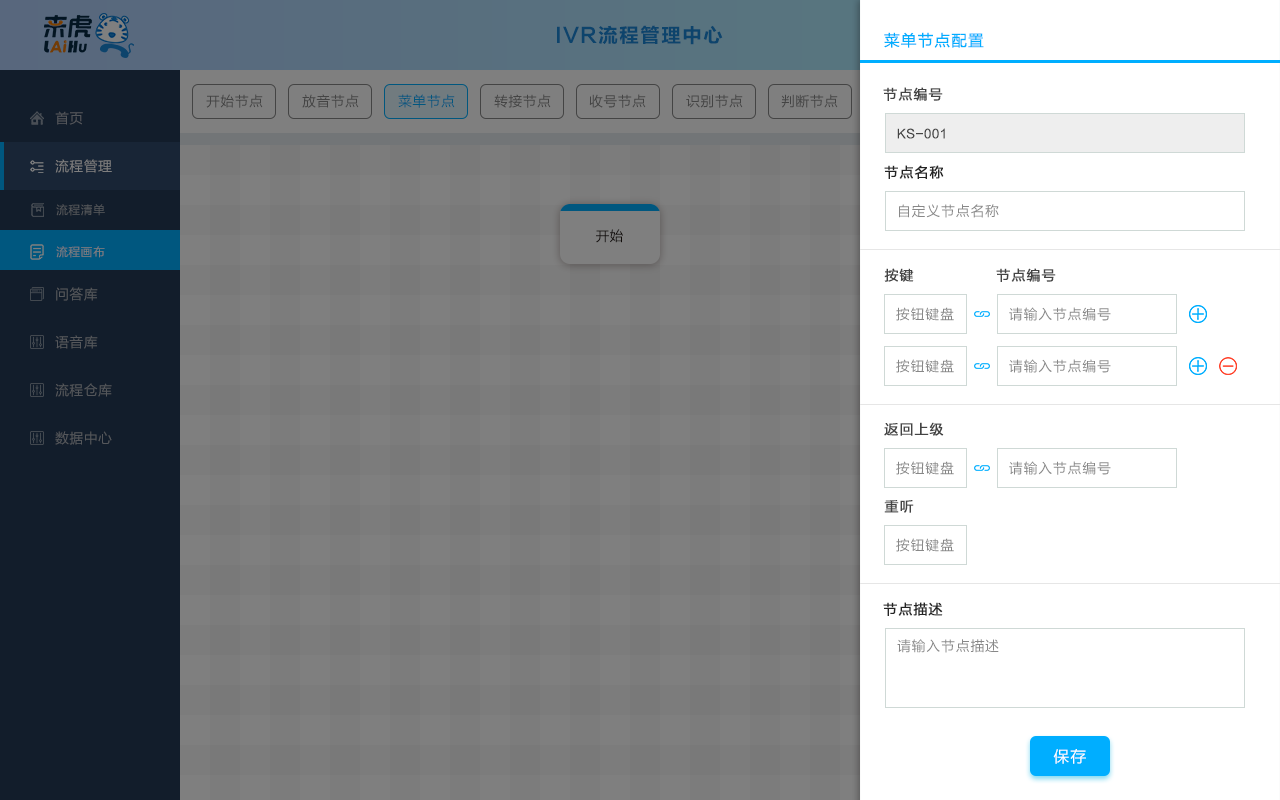 来虎
LAiHu
IVR流程管理中心
首页
流程管理
流程清单
流程画布
问答库
语音库
流程仓库
数据中心
开始节点 放音节点 菜单节点 转接节点 收号节点 识别节点 判断节点
开始
菜单节点配置
节点编号
KS-001
节点名称
自定义节点名称
按键 节点编号
按钮键盘 请输入节点编号
按钮键盘 请输入节点编号
返回上级
按钮键盘 请输入节点编号
重听
按钮键盘
节点描述
请输入节点描述
保存